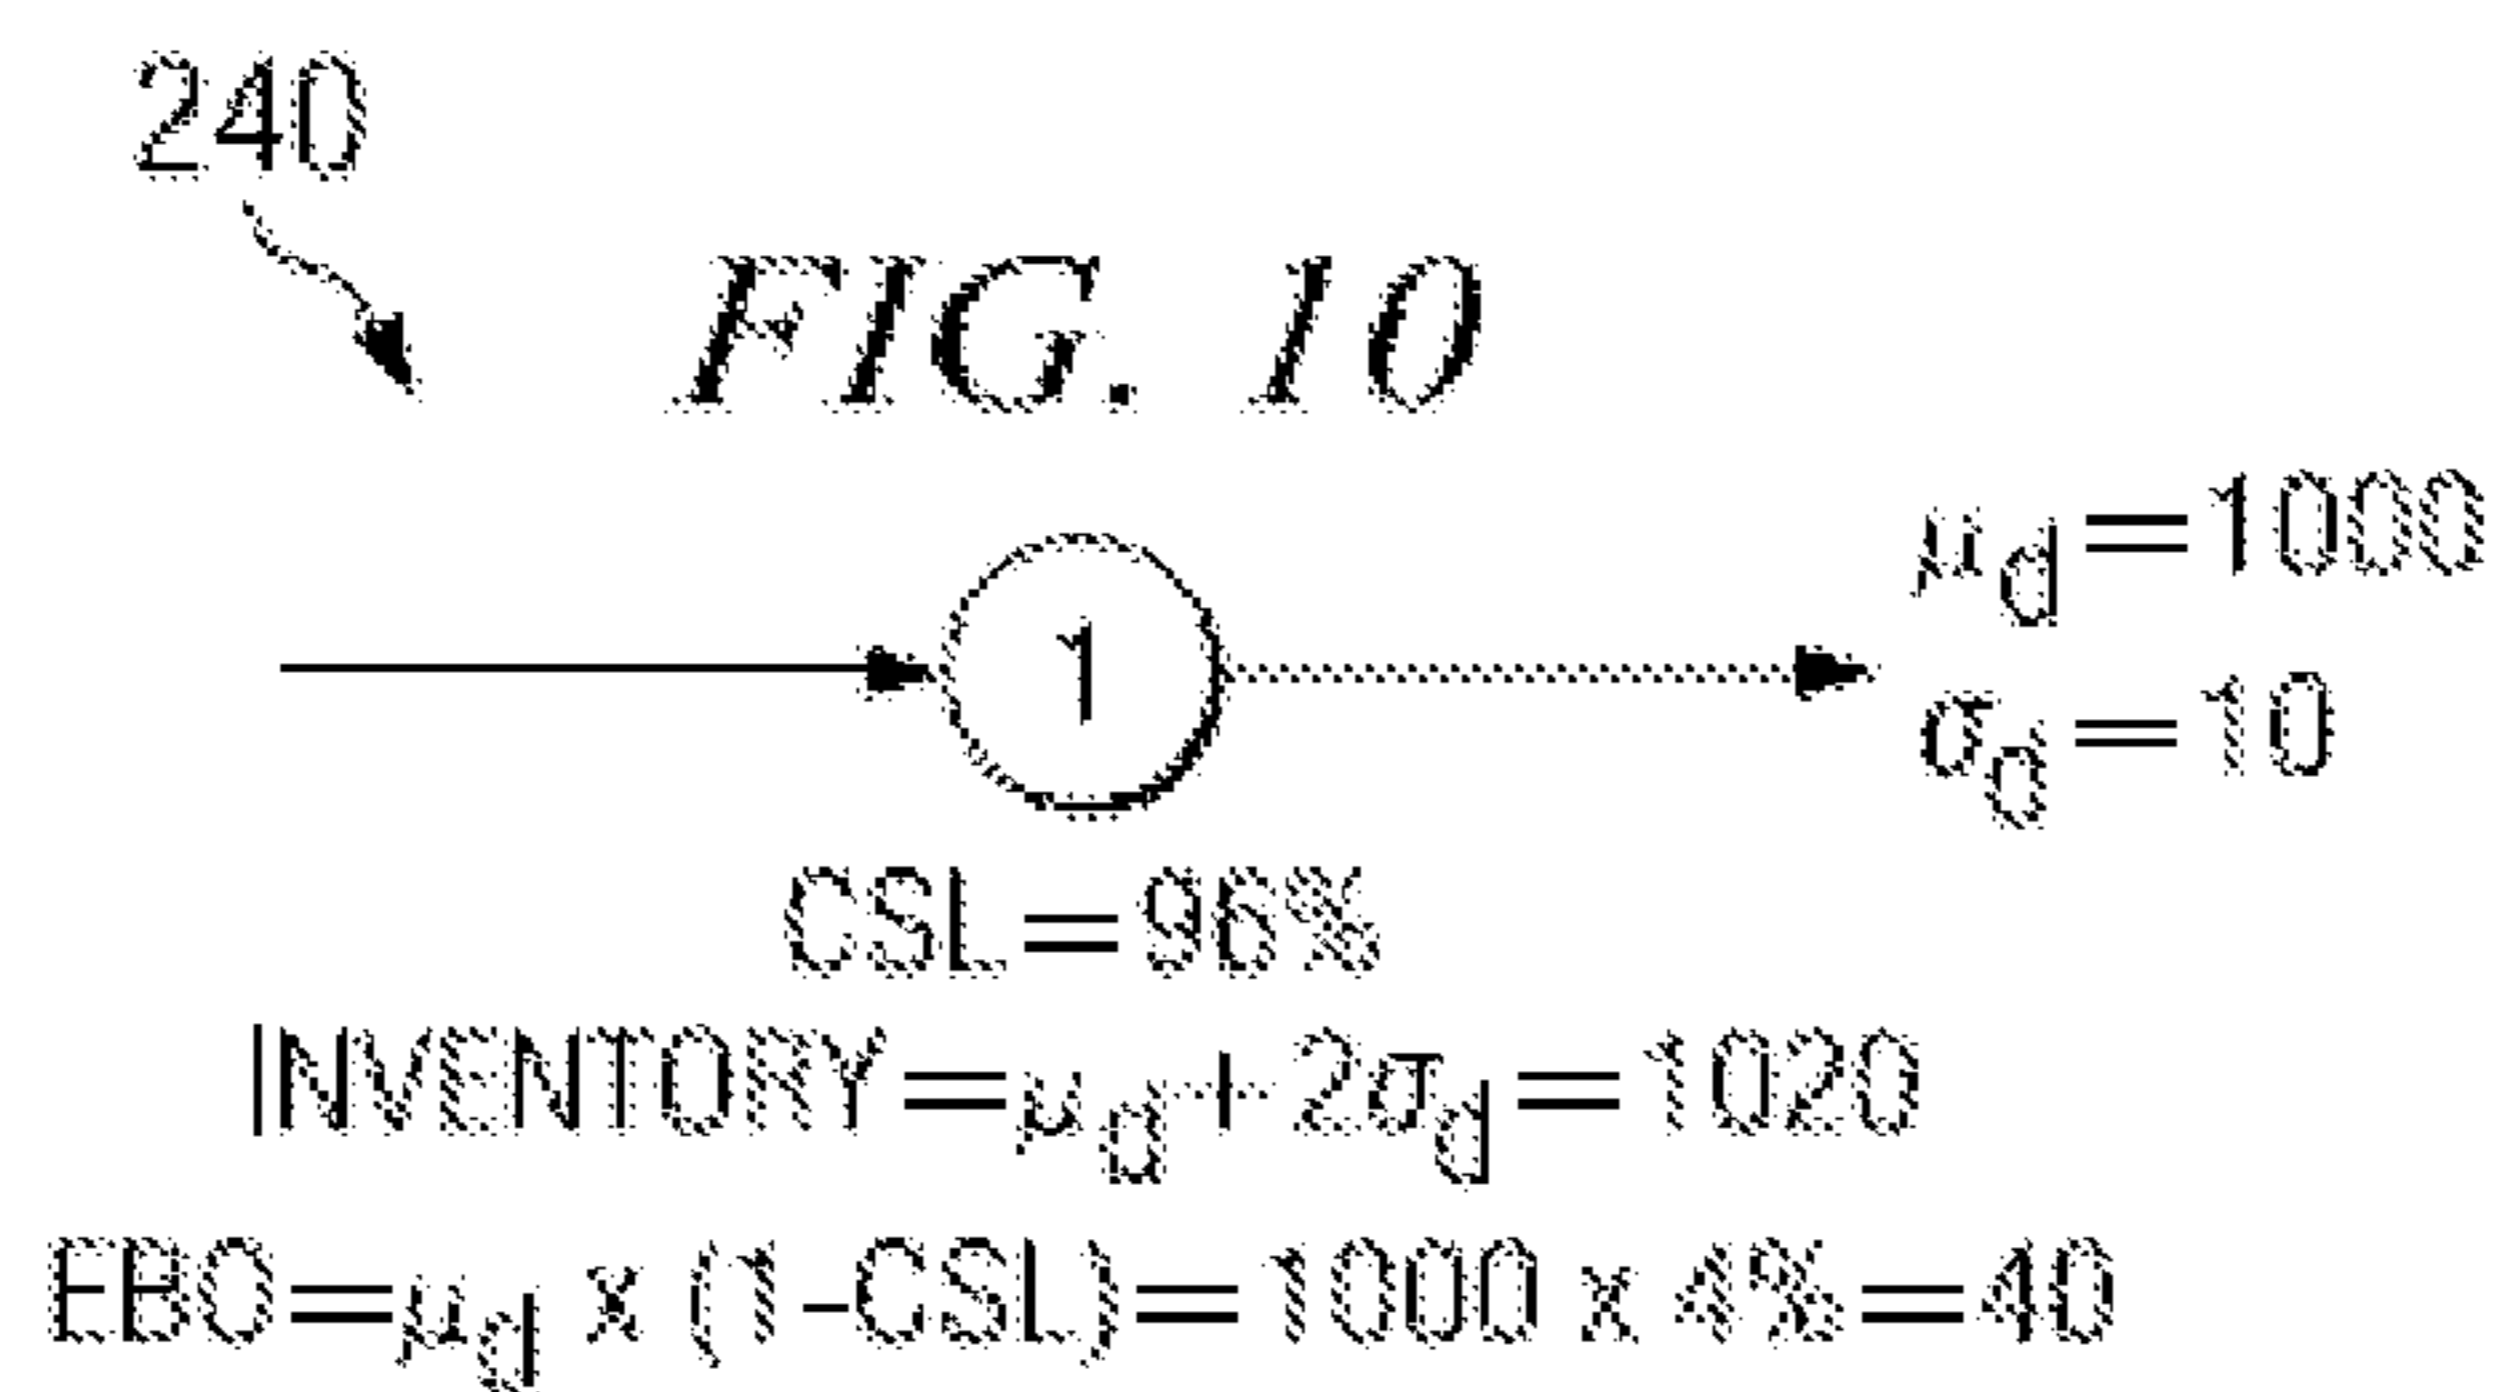 240
FIG. 10
μd=1000
1
σd=10
CSL=96%
INVENTORY=μd+2σd=1020
EBO=μd x (1-CSL)=1000 x 4%=40